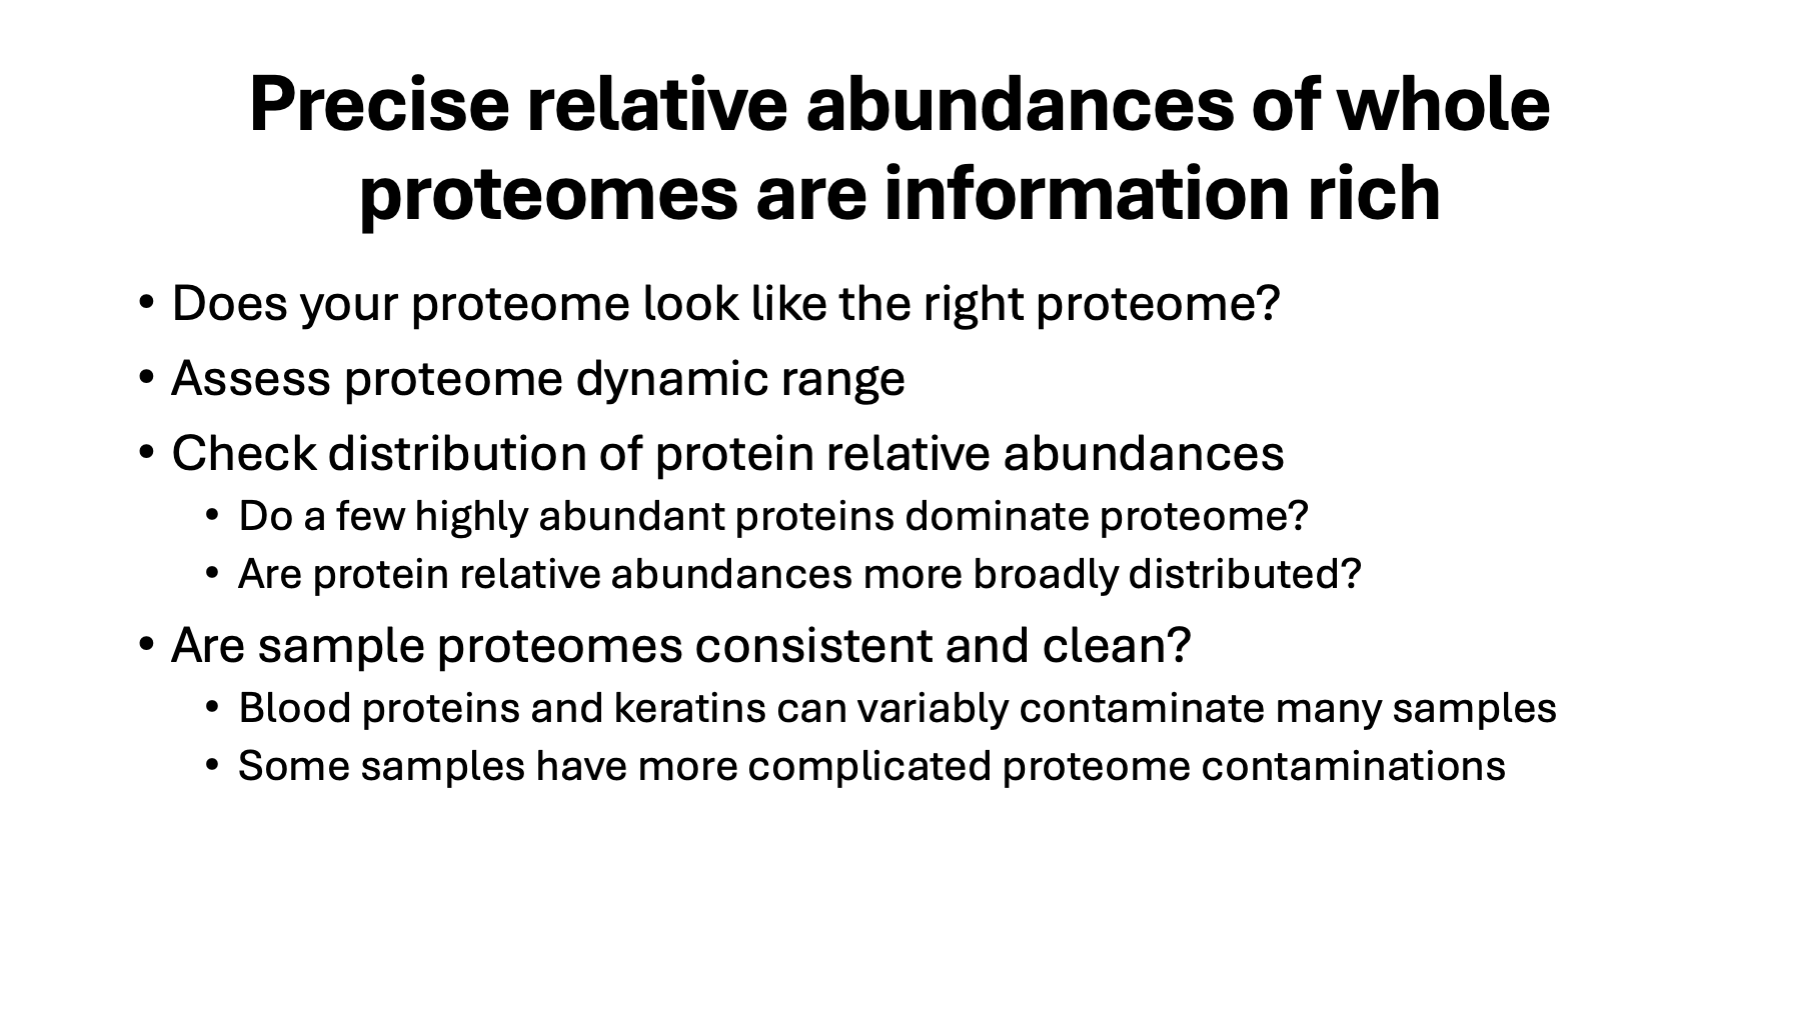 Precise relative abundances of whole
proteomes are information rich
• Does your proteome look like the right proteome?
• Assess proteome dynamic range
• Check distribution of protein relative abundances
• Do a few highly abundant proteins dominate proteome?
• Are protein relative abundances more broadly distributed?
• Are sample proteomes consistent and clean?
• Blood proteins and keratins can variably contaminate many samples
• Some samples have more complicated proteome contaminations